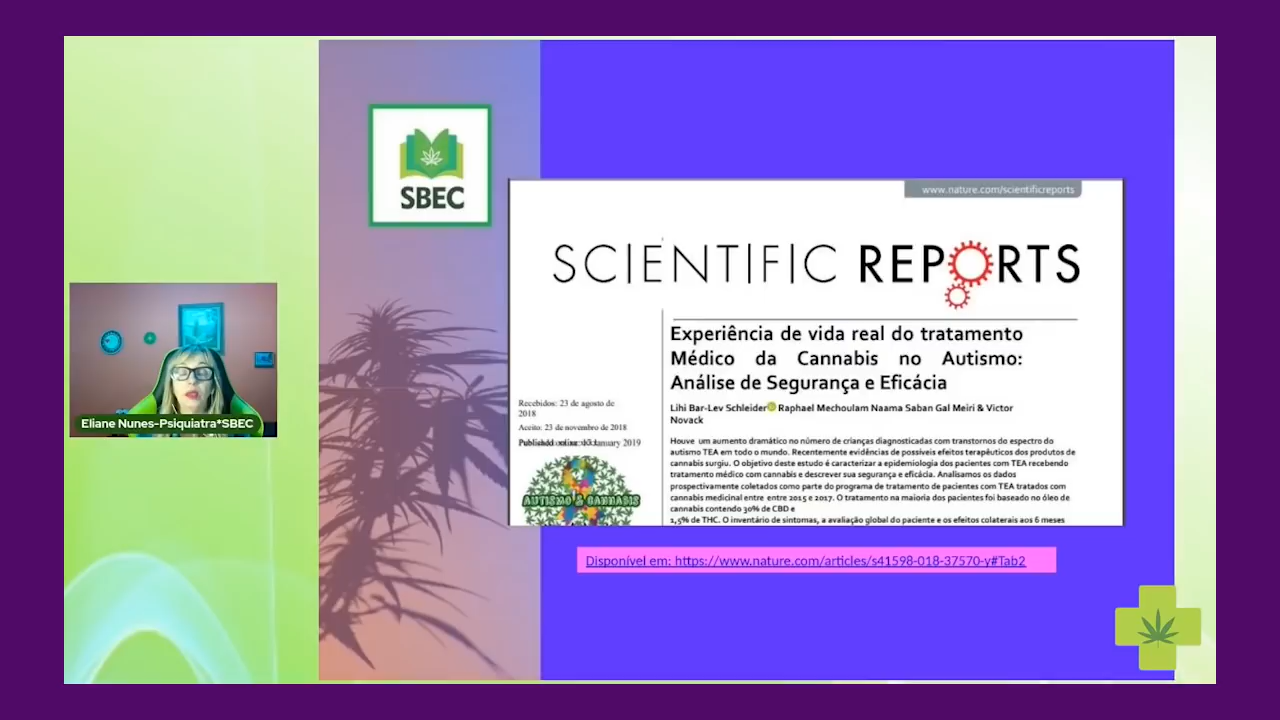 SBEC
www.nature.com/scientificreports
SCIENTIFIC REPORTS
Experiência de vida real do tratamento
Médico da Cannabis no Autismo:
Análise de Segurança e Eficácia
Lihi Bar-Lev Schleider Raphael Mechoulam Naama Saban Gal Meiri & Victor
Novack
Recebidos: 23 de agosto de
2018
Aceito: 23 de novembro de 2018
January 2019
AUTISMO & CANNABIS
Houve um aumento dramático no número de crianças diagnosticadas com transtornos do espectro do
autismo TEA em todo o mundo. Recentemente evidências de possíveis efeitos terapêuticos dos produtos de
cannabis surgiu. O objetivo deste estudo é caracterizar a epidemiologia dos pacientes com TEA recebendo
tratamento médico com cannabis e descrever sua segurança e eficácia. Analisamos os dados
prospectivamente coletados como parte do programa de tratamento de pacientes com TEA tratados com
cannabis medicinal entre entre 2015 e 2017. O tratamento na maioria dos pacientes foi baseado no óleo de
cannabis contendo 30% de CBD e
1,5% de THC. O inventário de sintomas, a avaliação global do paciente e os efeitos colaterais aos 6 meses
Eliane Nunes-Psiquiatra*SBEC
Disponível em: https://www.nature.com/articles/s41598-018-37570-y#Tab2